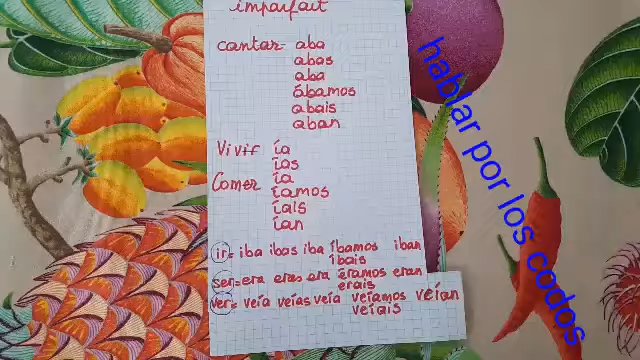 imparfait
cantar- aba
abas
aba
ábamos
abais
aban
Vivir ía
ías
Comer ía
íamos
íais
ían
ir= iba ibas iba íbamos iban
ibais
ser=era eras era éramos eran
erais
ver= veía veías veía veíamos veían
veíais
hablar por los codos